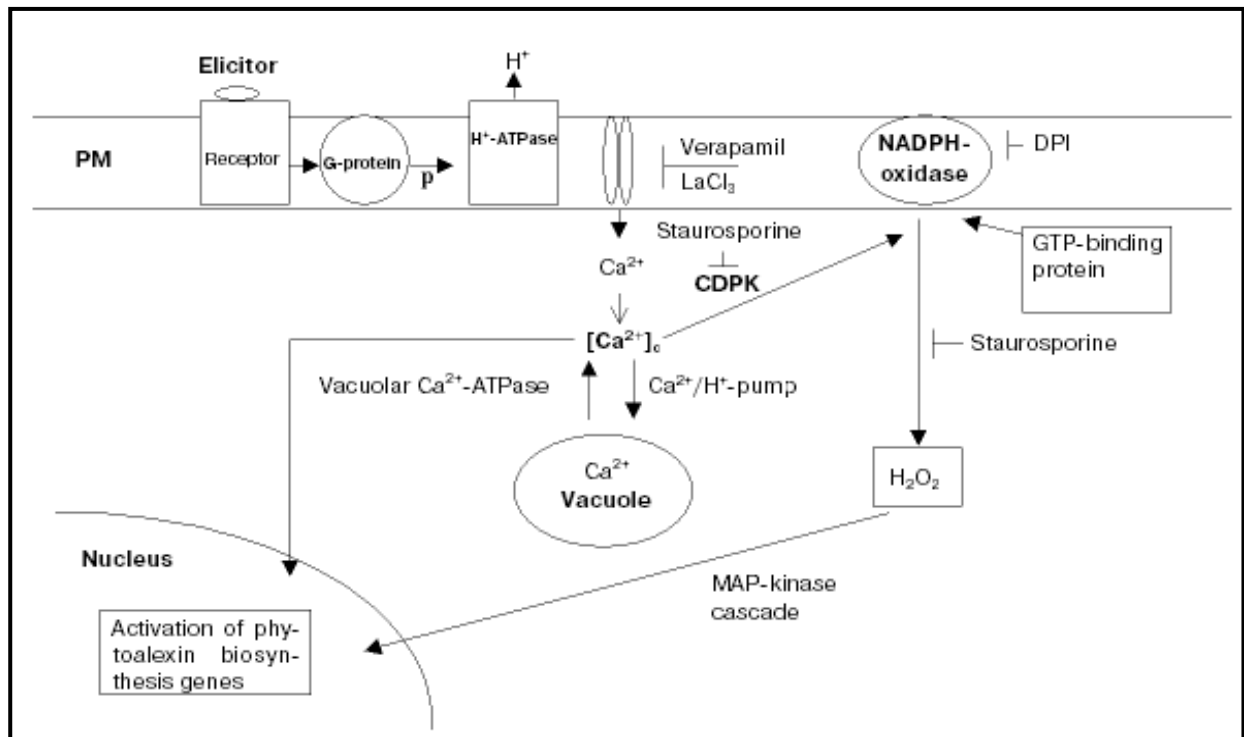 H⁺
Elicitor
PM
Receptor
G-protein
p
H⁺-ATPase
Verapamil
LaCl₃
NADPH-
oxidase
DPI
Staurosporine
CDPK
GTP-binding
protein
Ca²⁺
[Ca²⁺]c
Staurosporine
Vacuolar Ca²⁺-ATPase
Ca²⁺/H⁺-pump
Ca²⁺
Vacuole
H₂O₂
Nucleus
MAP-kinase
cascade
Activation of phy-
toalexin biosyn-
thesis genes